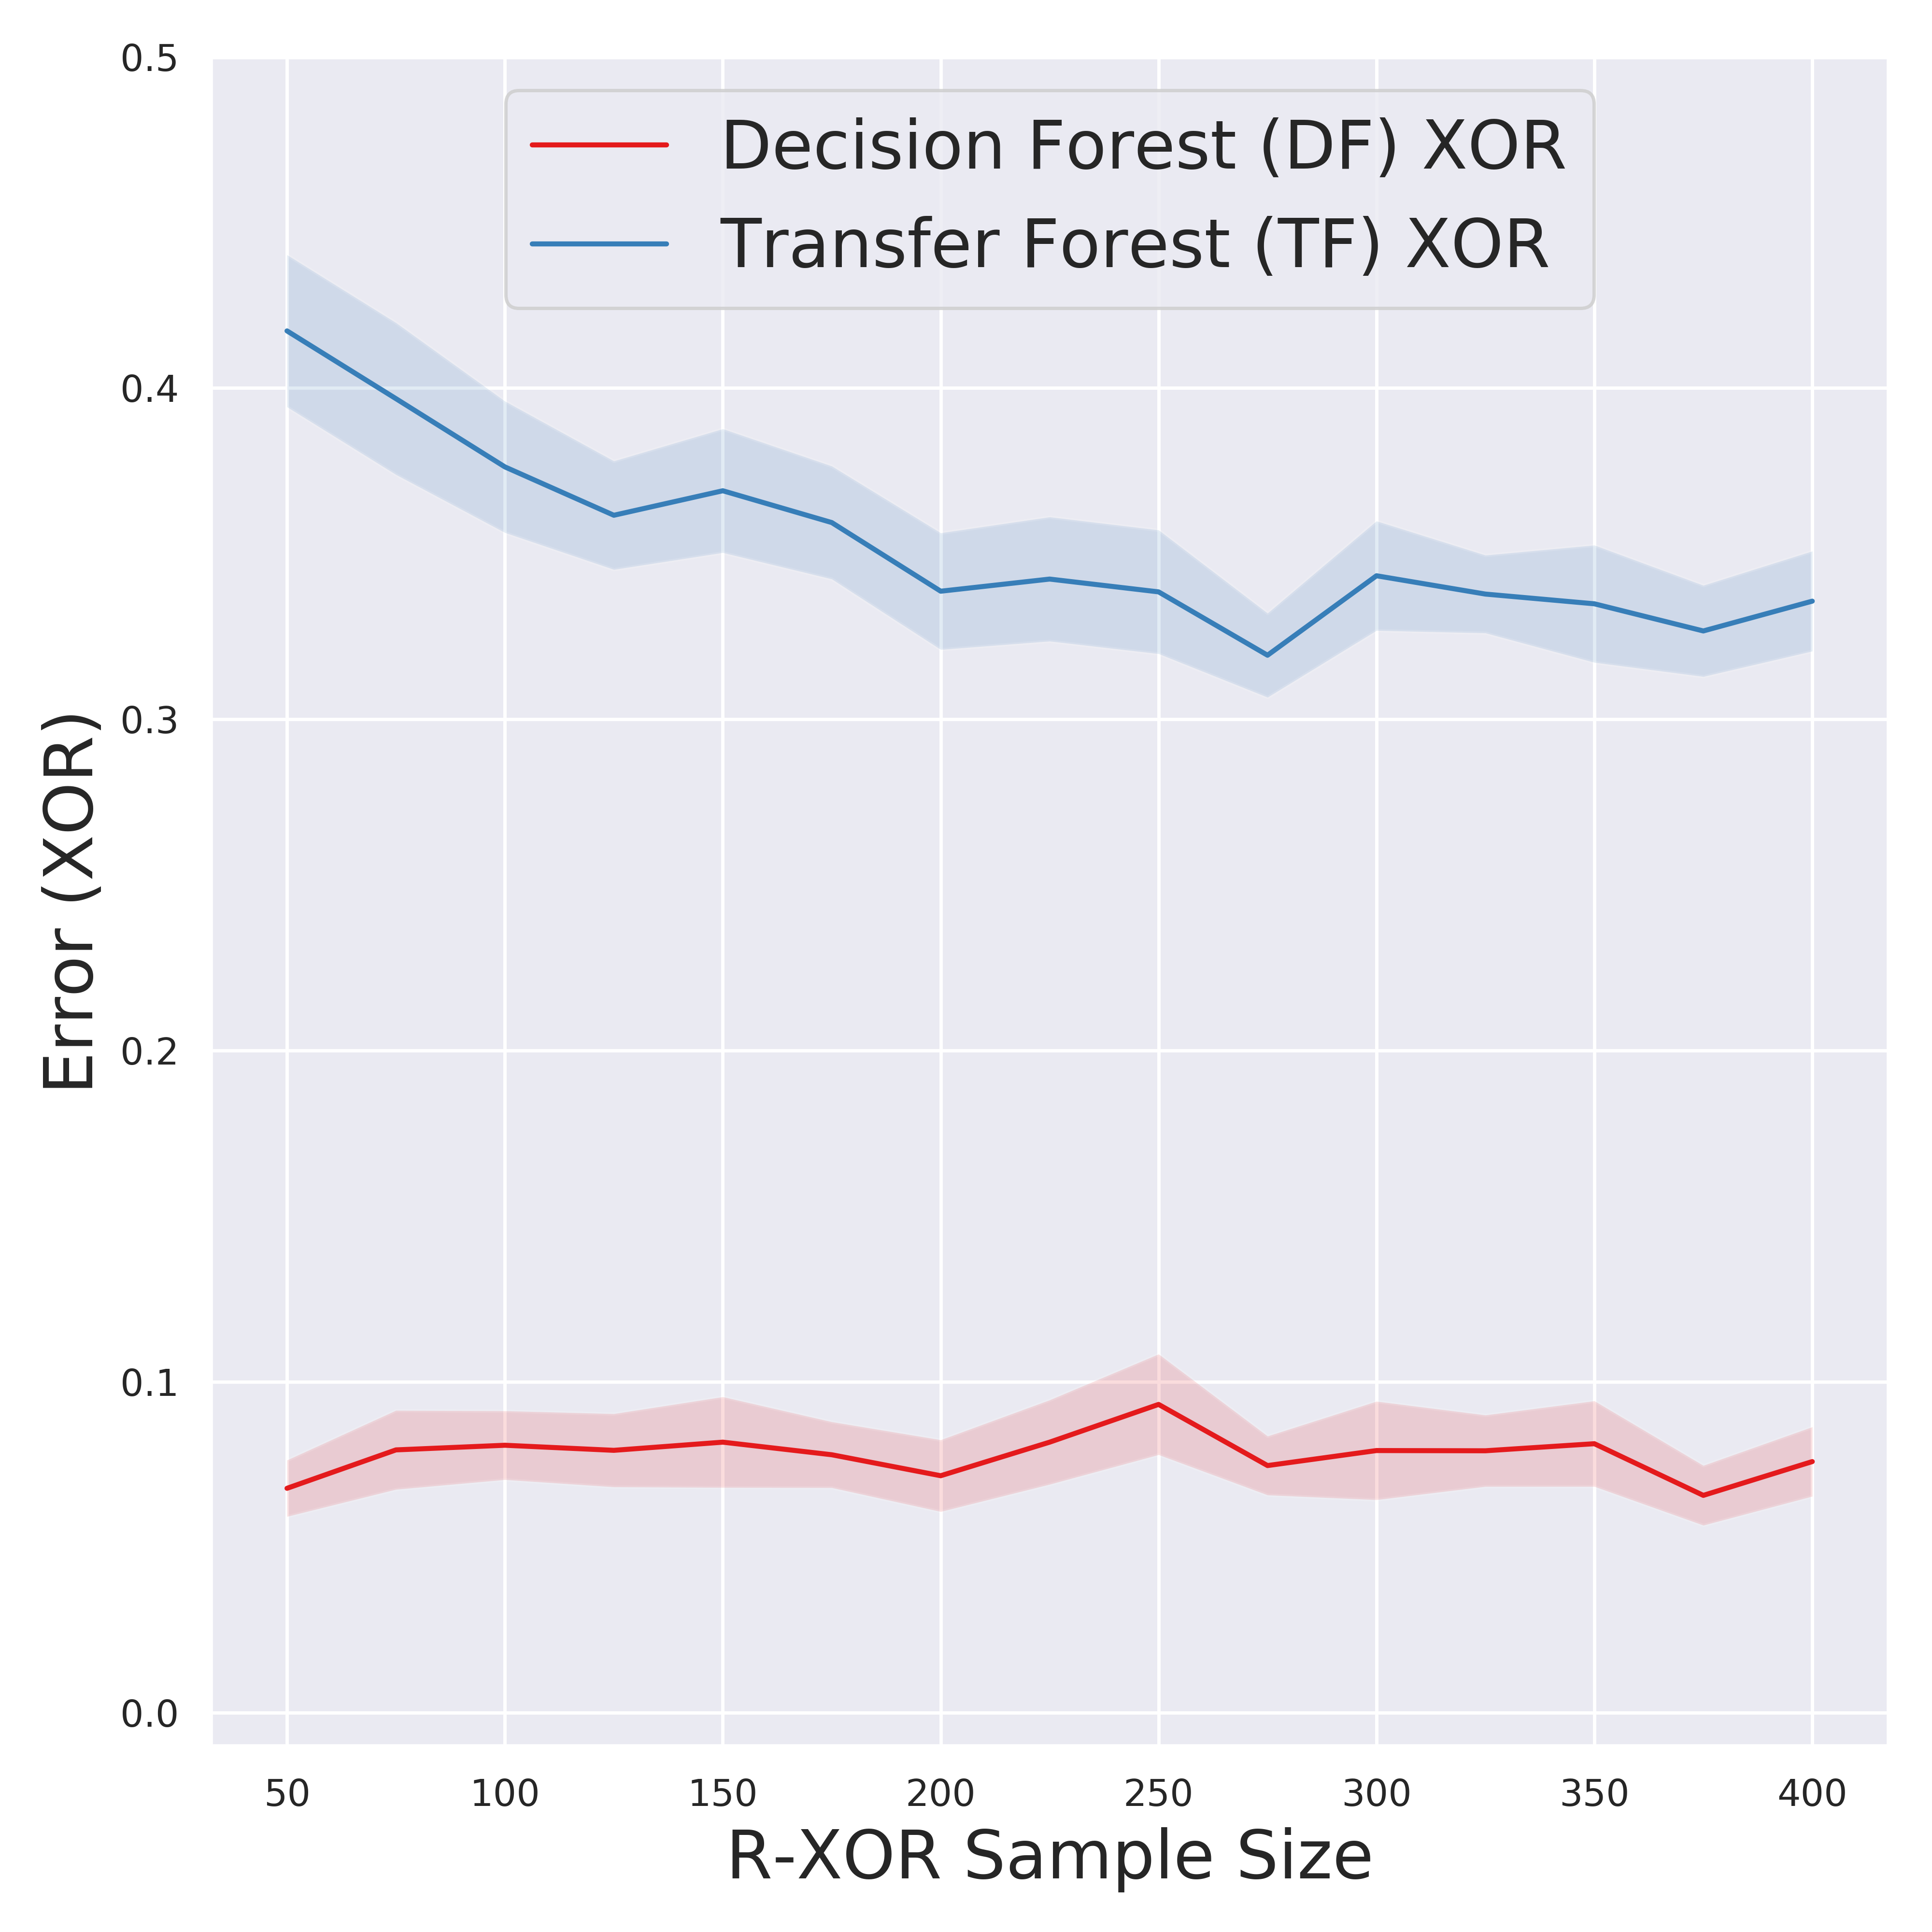 0.5
Decision Forest (DF) XOR
Transfer Forest (TF) XOR
0.4
0.3
0.2
0.1
0.0
Error (XOR)
50 100 150 200 250 300 350 400
R-XOR Sample Size